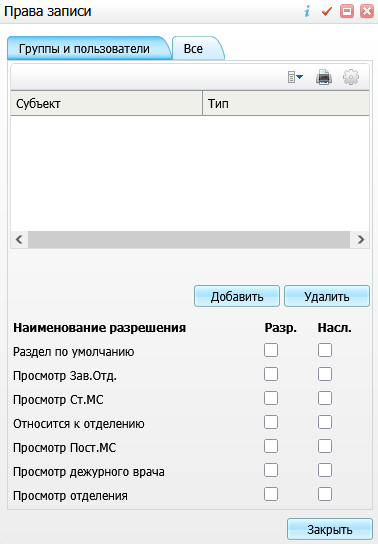 Права записи
Группы и пользователи Все
Субъект Тип
Добавить Удалить
Наименование разрешения Разр. Насл.
Раздел по умолчанию
Просмотр Зав.Отд.
Просмотр Ст.МС
Относится к отделению
Просмотр Пост.МС
Просмотр дежурного врача
Просмотр отделения
Закрыть